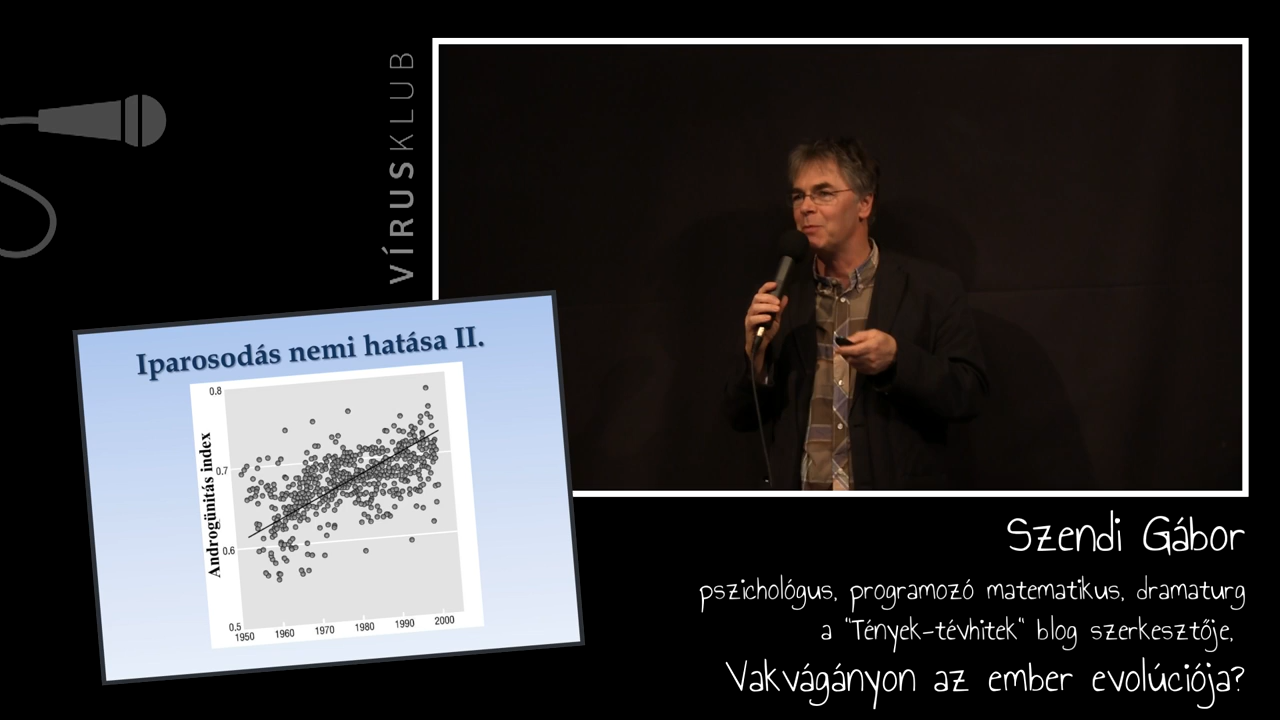 VÍRUSKLUB
Iparosodás nemi hatása II.
Androgünitás index
0.8
0.7
0.6
0.5
1950 1960 1970 1980 1990 2000
Szendi Gábor
pszichológus, programozó matematikus, dramaturg
a "Tények-tévhitek" blog szerkesztője,
Vakvágányon az ember evolúciója?